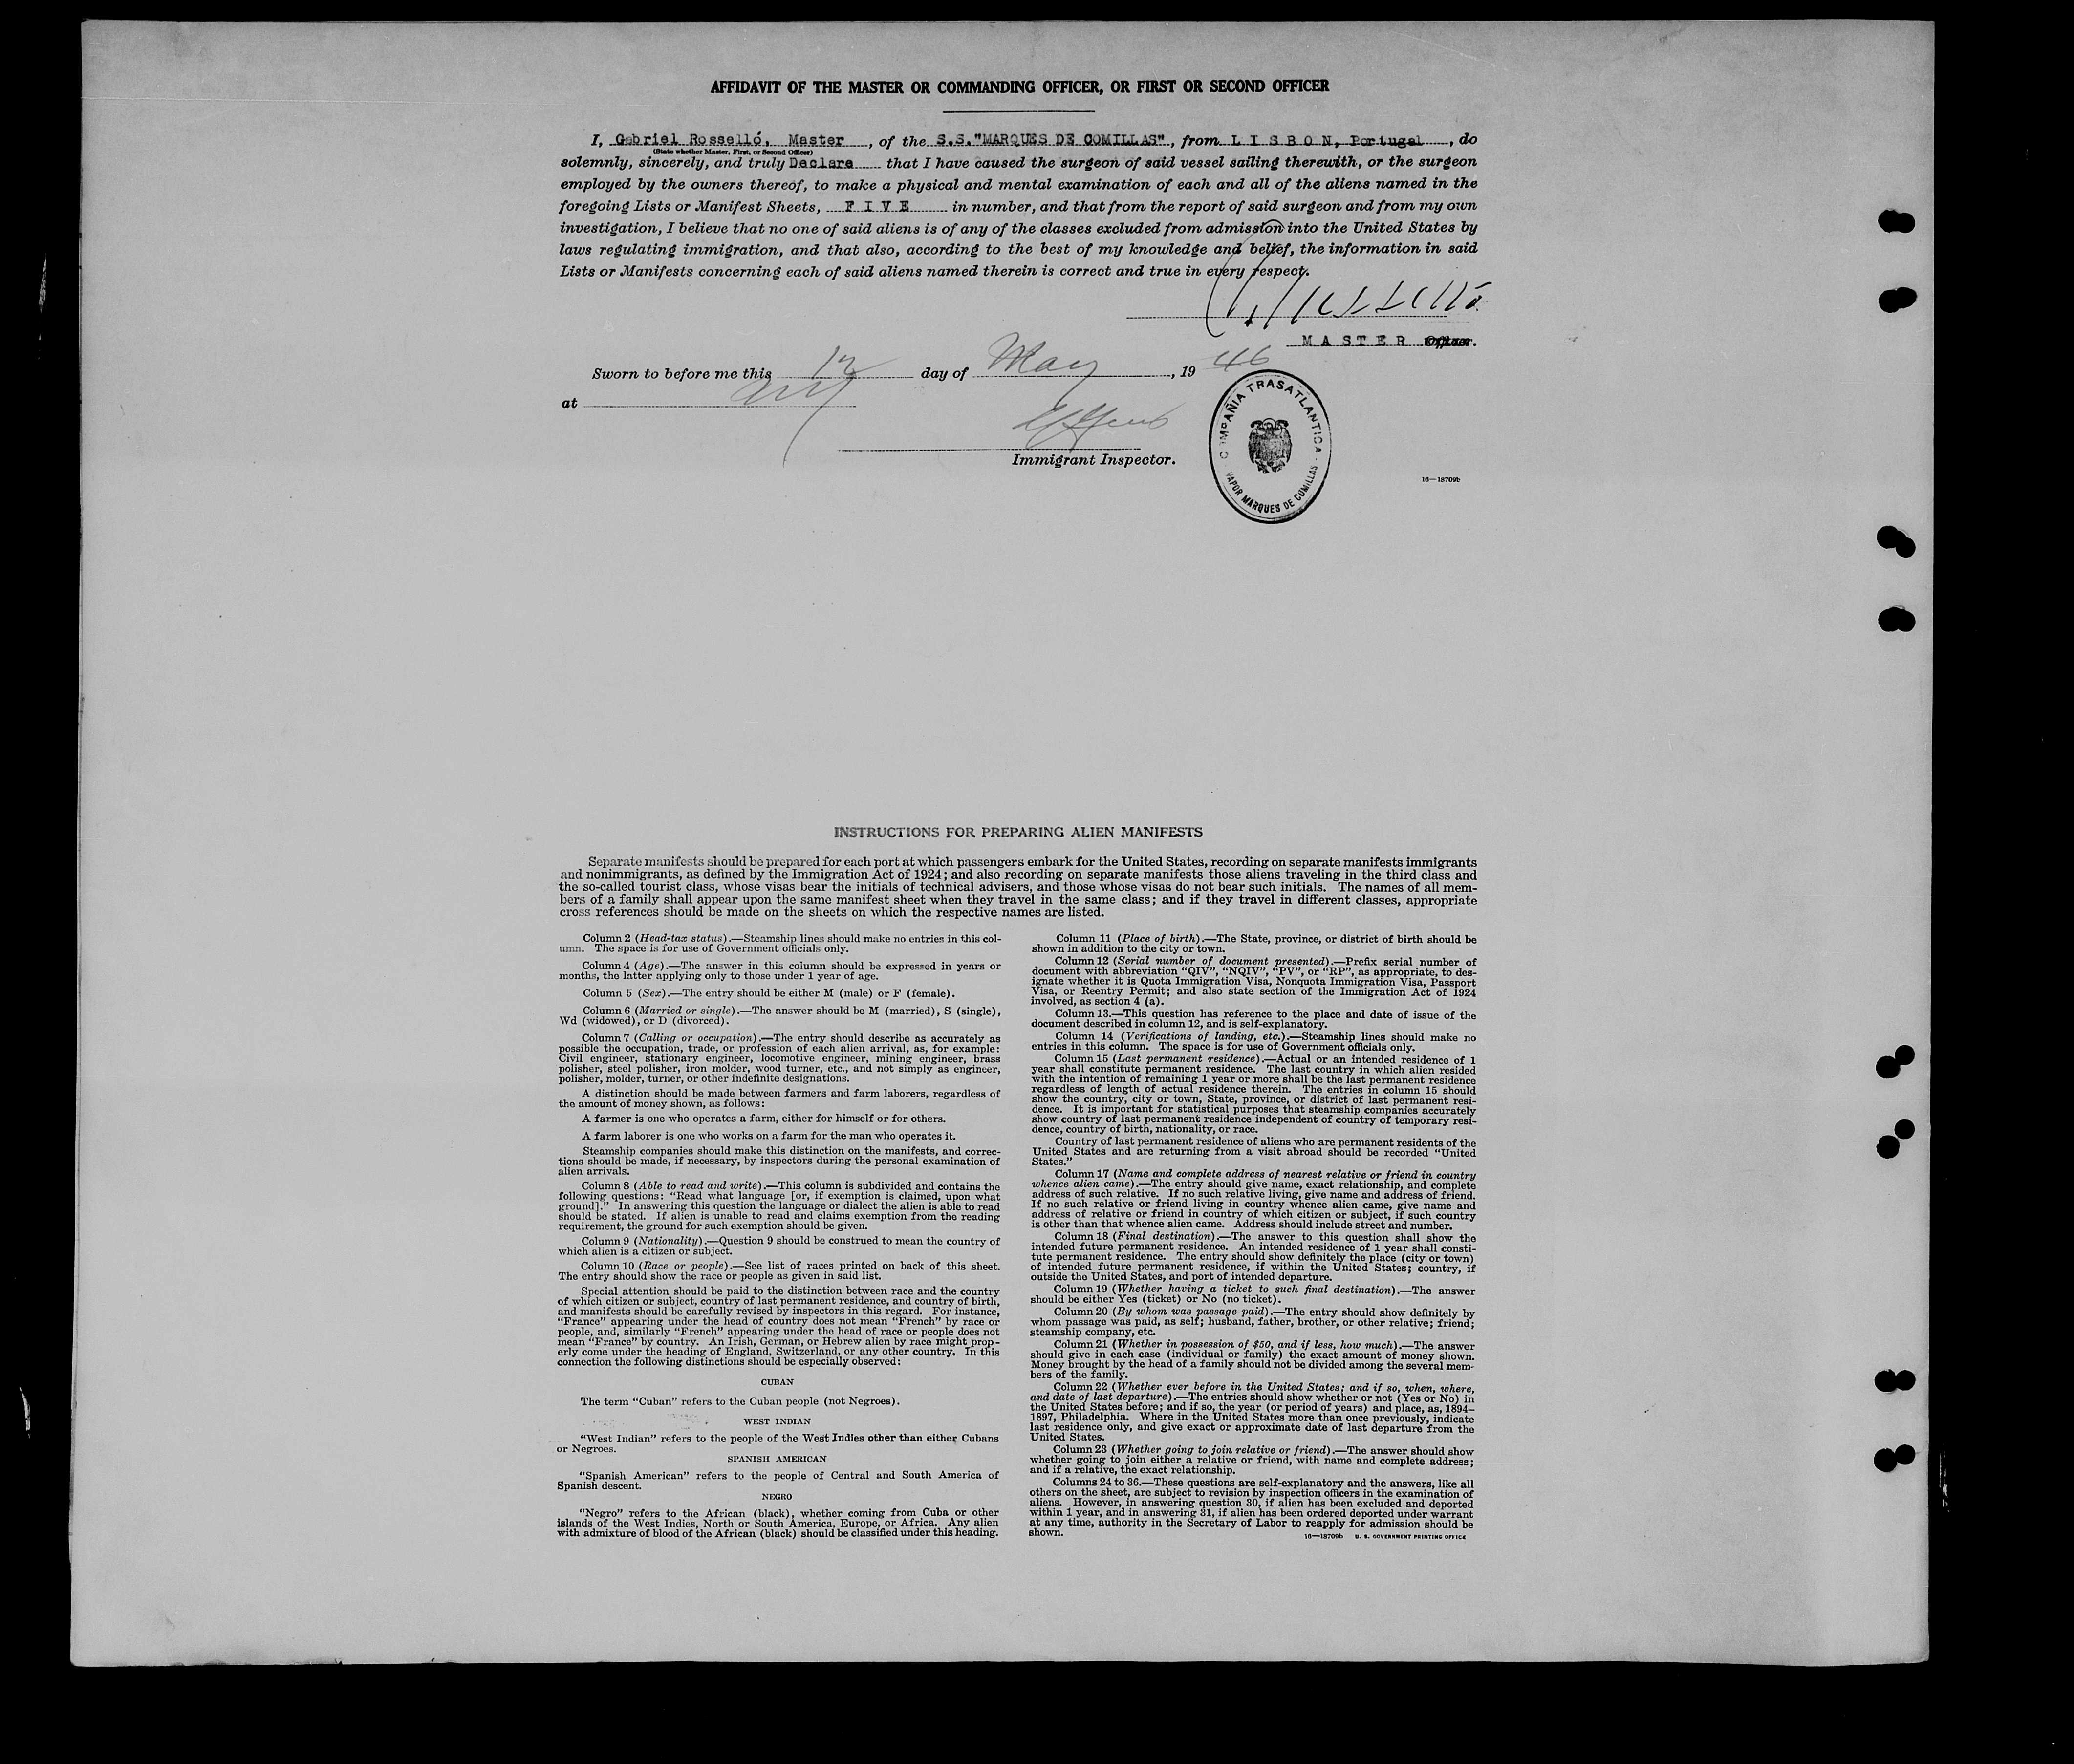 AFFIDAVIT OF THE MASTER OR COMMANDING OFFICER, OR FIRST OR SECOND OFFICER
I, Gabriel Rosselló, Master, of the S.S."MARQUES DE COMILLAS", from L I S B O N, Portugal, do
(State whether Master, First, or Second Officer)
solemnly, sincerely, and truly Declare that I have caused the surgeon of said vessel sailing therewith, or the surgeon
employed by the owners thereof, to make a physical and mental examination of each and all of the aliens named in the
foregoing Lists or Manifest Sheets, F I V E in number, and that from the report of said surgeon and from my own
investigation, I believe that no one of said aliens is of any of the classes excluded from admission into the United States by
laws regulating immigration, and that also, according to the best of my knowledge and belief, the information in said
Lists or Manifests concerning each of said aliens named therein is correct and true in every respect.
M A S T E R Officer.
Sworn to before me this 12 day of May, 19 46
at NY
Immigrant Inspector.
COMPAÑIA TRASATLANTICA
VAPOR MARQUES DE COMILLAS
16—18709b
INSTRUCTIONS FOR PREPARING ALIEN MANIFESTS
Separate manifests should be prepared for each port at which passengers embark for the United States, recording on separate manifests immigrants
and nonimmigrants, as defined by the Immigration Act of 1924; and also recording on separate manifests those aliens traveling in the third class and
the so-called tourist class, whose visas bear the initials of technical advisers, and those whose visas do not bear such initials. The names of all mem-
bers of a family shall appear upon the same manifest sheet when they travel in the same class; and if they travel in different classes, appropriate
cross references should be made on the sheets on which the respective names are listed.
Column 2 (Head-tax status).—Steamship lines should make no entries in this col-
umn. The space is for use of Government officials only.
Column 4 (Age).—The answer in this column should be expressed in years or
months, the latter applying only to those under 1 year of age.
Column 5 (Sex).—The entry should be either M (male) or F (female).
Column 6 (Married or single).—The answer should be M (married), S (single),
Wd (widowed), or D (divorced).
Column 7 (Calling or occupation).—The entry should describe as accurately as
possible the occupation, trade, or profession of each alien arrival, as, for example:
Civil engineer, stationary engineer, locomotive engineer, mining engineer, brass
polisher, steel polisher, iron molder, wood turner, etc., and not simply as engineer,
polisher, molder, turner, or other indefinite designations.
A distinction should be made between farmers and farm laborers, regardless of
the amount of money shown, as follows:
A farmer is one who operates a farm, either for himself or for others.
A farm laborer is one who works on a farm for the man who operates it.
Steamship companies should make this distinction on the manifests, and correc-
tions should be made, if necessary, by inspectors during the personal examination of
alien arrivals.
Column 8 (Able to read and write).—This column is subdivided and contains the
following questions: “Read what language [or, if exemption is claimed, upon what
ground].” In answering this question the language or dialect the alien is able to read
should be stated. If alien is unable to read and claims exemption from the reading
requirement, the ground for such exemption should be given.
Column 9 (Nationality).—Question 9 should be construed to mean the country of
which alien is a citizen or subject.
Column 10 (Race or people).—See list of races printed on back of this sheet.
The entry should show the race or people as given in said list.
Special attention should be paid to the distinction between race and the country
of which citizen or subject, country of last permanent residence, and country of birth,
and manifests should be carefully revised by inspectors in this regard. For instance,
“France” appearing under the head of country does not mean “French” by race or
people, and, similarly “French” appearing under the head of race or people does not
mean “France” by country. An Irish, German, or Hebrew alien by race might prop-
erly come under the heading of England, Switzerland, or any other country. In this
connection the following distinctions should be especially observed:
CUBAN
The term “Cuban” refers to the Cuban people (not Negroes).
WEST INDIAN
“West Indian” refers to the people of the West Indies other than either Cubans
or Negroes.
SPANISH AMERICAN
“Spanish American” refers to the people of Central and South America of
Spanish descent.
NEGRO
“Negro” refers to the African (black), whether coming from Cuba or other
islands of the West Indies, North or South America, Europe, or Africa. Any alien
with admixture of blood of the African (black) should be classified under this heading.
Column 11 (Place of birth).—The State, province, or district of birth should be
shown in addition to the city or town.
Column 12 (Serial number of document presented).—Prefix serial number of
document with abbreviation “QIV”, “NQIV”, “PV”, or “RP”, as appropriate, to des-
ignate whether it is Quota Immigration Visa, Nonquota Immigration Visa, Passport
Visa, or Reentry Permit; and also state section of the Immigration Act of 1924
involved, as section 4 (a).
Column 13.—This question has reference to the place and date of issue of the
document described in column 12, and is self-explanatory.
Column 14 (Verifications of landing, etc.).—Steamship lines should make no
entries in this column. The space is for use of Government officials only.
Column 15 (Last permanent residence).—Actual or an intended residence of 1
year shall constitute permanent residence. The last country in which alien resided
with the intention of remaining 1 year or more shall be the last permanent residence
regardless of length of actual residence therein. The entries in column 15 should
show the country, city or town, State, province, or district of last permanent resi-
dence. It is important for statistical purposes that steamship companies accurately
show country of last permanent residence independent of country of temporary resi-
dence, country of birth, nationality, or race.
Country of last permanent residence of aliens who are permanent residents of the
United States and are returning from a visit abroad should be recorded “United
States.”
Column 17 (Name and complete address of nearest relative or friend in country
whence alien came).—The entry should give name, exact relationship, and complete
address of such relative. If no such relative living, give name and address of friend.
If no such relative or friend living in country whence alien came, give name and
address of relative or friend in country of which citizen or subject, if such country
is other than that whence alien came. Address should include street and number.
Column 18 (Final destination).—The answer to this question shall show the
intended future permanent residence. An intended residence of 1 year shall consti-
tute permanent residence. The entry should show definitely the place (city or town)
of intended future permanent residence, if within the United States; country, if
outside the United States, and port of intended departure.
Column 19 (Whether having a ticket to such final destination).—The answer
should be either Yes (ticket) or No (no ticket).
Column 20 (By whom was passage paid).—The entry should show definitely by
whom passage was paid, as self; husband, father, brother, or other relative; friend;
steamship company, etc.
Column 21 (Whether in possession of $50, and if less, how much).—The answer
should give in each case (individual or family) the exact amount of money shown.
Money brought by the head of a family should not be divided among the several mem-
bers of the family.
Column 22 (Whether ever before in the United States; and if so, when, where,
and date of last departure).—The entries should show whether or not (Yes or No) in
the United States before; and if so, the year (or period of years) and place, as, 1894–
1897, Philadelphia. Where in the United States more than once previously, indicate
last residence only, and give exact or approximate date of last departure from the
United States.
Column 23 (Whether going to join relative or friend).—The answer should show
whether going to join either a relative or friend, with name and complete address;
and if a relative, the exact relationship.
Columns 24 to 36.—These questions are self-explanatory and the answers, like all
others on the sheet, are subject to revision by inspection officers in the examination of
aliens. However, in answering question 30, if alien has been excluded and deported
within 1 year, and in answering 31, if alien has been ordered deported under warrant
at any time, authority in the Secretary of Labor to reapply for admission should be
shown.
16—18709b U. S. GOVERNMENT PRINTING OFFICE